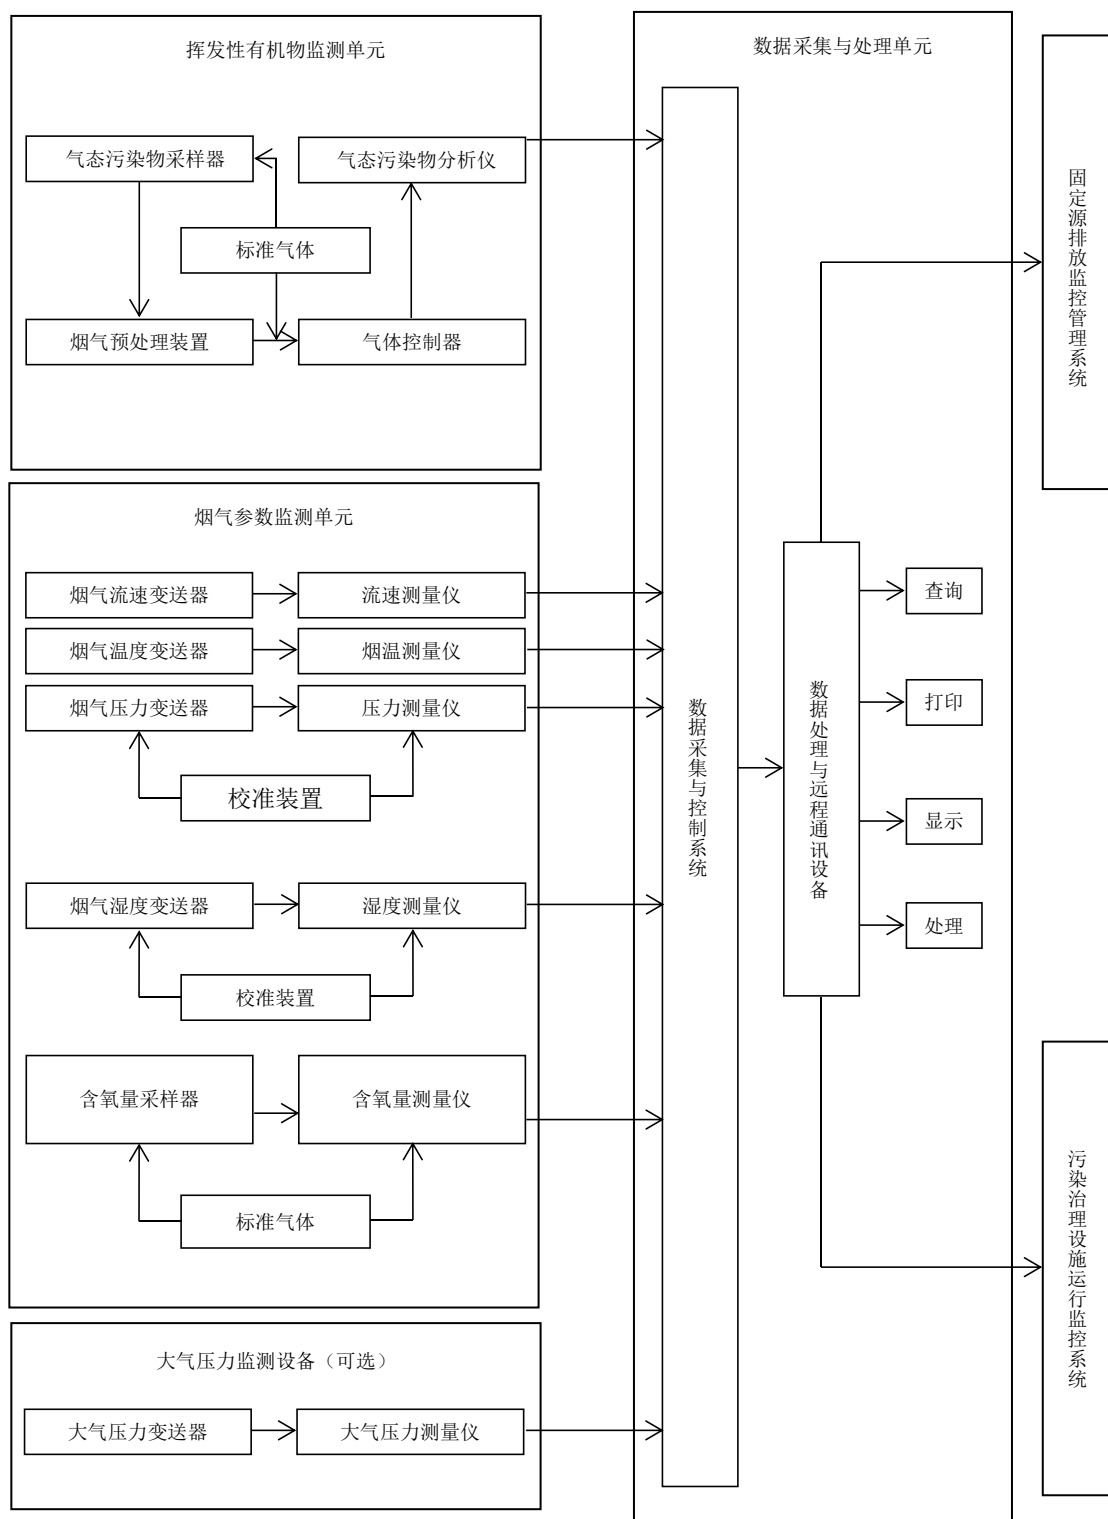 挥发性有机物监测单元
气态污染物采样器
气态污染物分析仪
标准气体
烟气预处理装置
气体控制器
烟气参数监测单元
烟气流速变送器
流速测量仪
烟气温度变送器
烟温测量仪
烟气压力变送器
压力测量仪
校准装置
烟气湿度变送器
湿度测量仪
校准装置
含氧量采样器
含氧量测量仪
标准气体
大气压力监测设备（可选）
大气压力变送器
大气压力测量仪
数据采集与处理单元
数据采集与控制系统
数据处理与远程通讯设备
查询
打印
显示
处理
固定源排放监控管理系统
污染治理设施运行监控系统